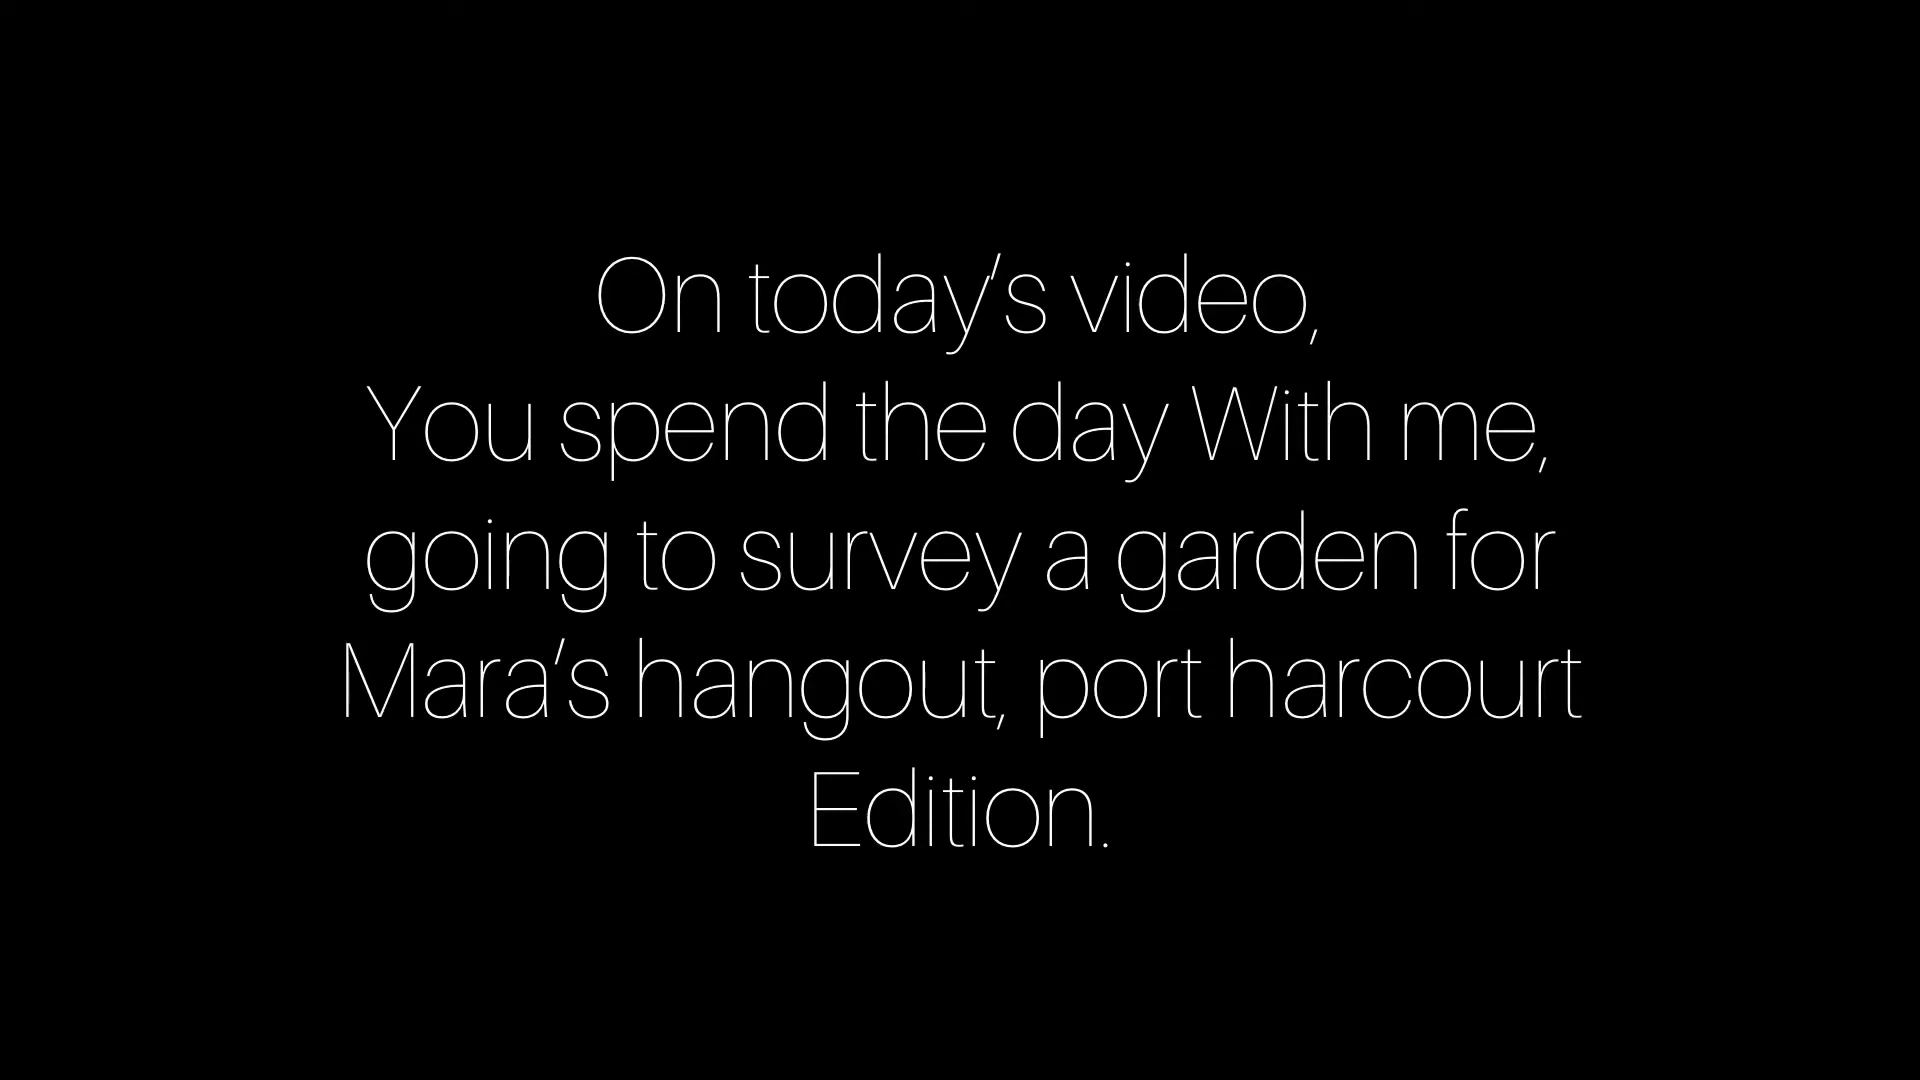 On today's video,
You spend the day With me,
going to survey a garden for
Mara's hangout, port harcourt
Edition.